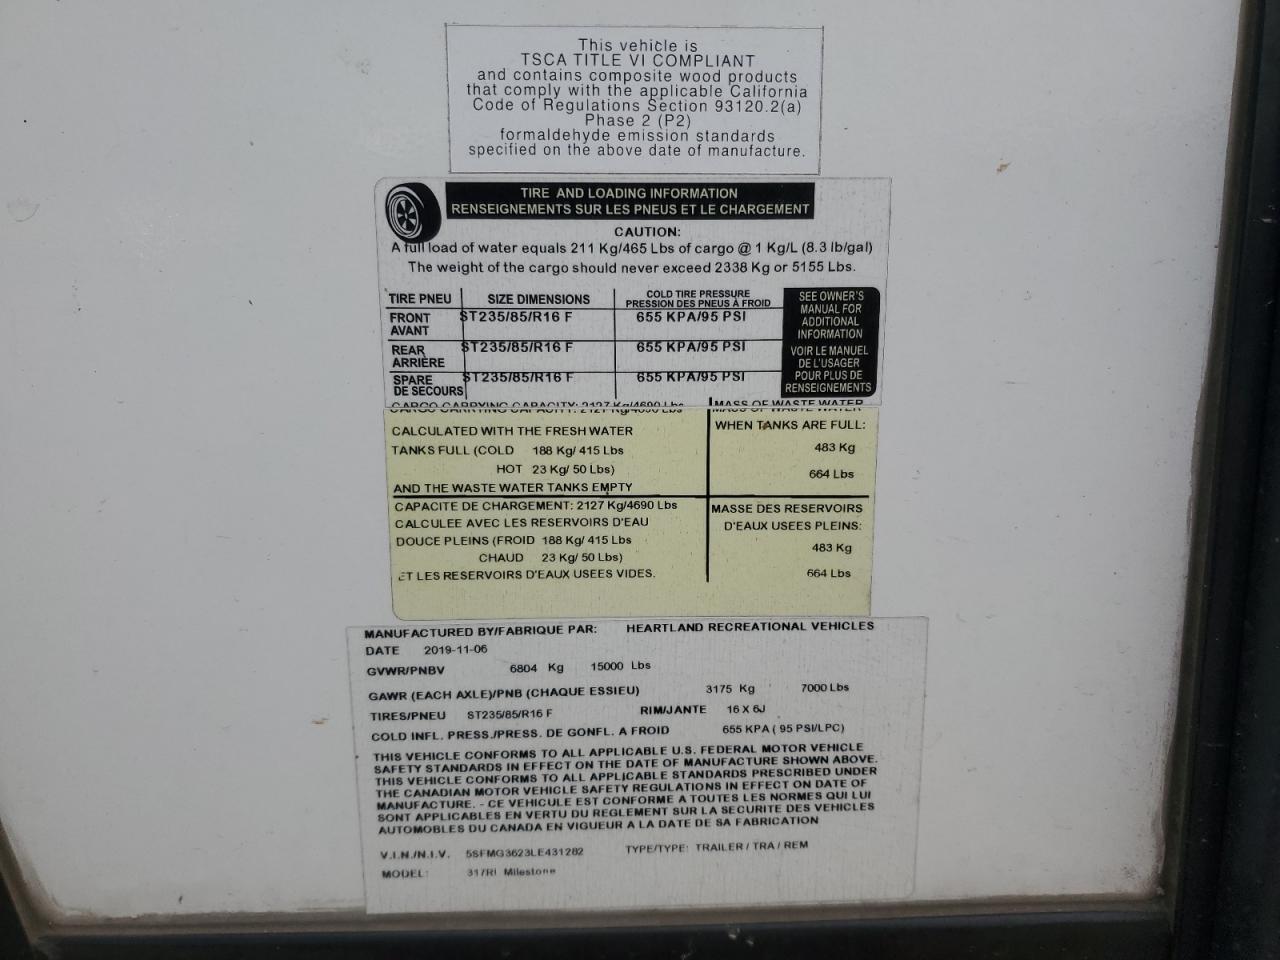 This vehicle is
TSCA TITLE VI COMPLIANT
and contains composite wood products
that comply with the applicable California
Code of Regulations Section 93120.2(a)
Phase 2 (P2)
formaldehyde emission standards
specified on the above date of manufacture.
TIRE AND LOADING INFORMATION
RENSEIGNEMENTS SUR LES PNEUS ET LE CHARGEMENT
CAUTION:
A full load of water equals 211 Kg/465 Lbs of cargo @ 1 Kg/L (8.3 lb/gal)
The weight of the cargo should never exceed 2338 Kg or 5155 Lbs.
TIRE PNEU SIZE DIMENSIONS COLD TIRE PRESSURE
PRESSION DES PNEUS À FROID
FRONT ST235/85/R16 F 655 KPA/95 PSI
AVANT
REAR ST235/85/R16 F 655 KPA/95 PSI
ARRIÈRE
SPARE ST235/85/R16 F 655 KPA/95 PSI
DE SECOURS
SEE OWNER'S
MANUAL FOR
ADDITIONAL
INFORMATION
VOIR LE MANUEL
DE L'USAGER
POUR PLUS DE
RENSEIGNEMENTS
CARGO CARRYING CAPACITY: 2127 Kg/4690 Lbs
CALCULATED WITH THE FRESH WATER
TANKS FULL (COLD 188 Kg/ 415 Lbs
HOT 23 Kg/ 50 Lbs)
AND THE WASTE WATER TANKS EMPTY
MASS OF WASTE WATER
WHEN TANKS ARE FULL:
483 Kg
664 Lbs
CAPACITE DE CHARGEMENT: 2127 Kg/4690 Lbs
CALCULEE AVEC LES RESERVOIRS D'EAU
DOUCE PLEINS (FROID 188 Kg/ 415 Lbs
CHAUD 23 Kg/ 50 Lbs)
ET LES RESERVOIRS D'EAUX USEES VIDES.
MASSE DES RESERVOIRS
D'EAUX USEES PLEINS:
483 Kg
664 Lbs
MANUFACTURED BY/FABRIQUE PAR: HEARTLAND RECREATIONAL VEHICLES
DATE 2019-11-06
GVWR/PNBV 6804 Kg 15000 Lbs
GAWR (EACH AXLE)/PNB (CHAQUE ESSIEU) 3175 Kg 7000 Lbs
TIRES/PNEU ST235/85/R16 F RIM/JANTE 16 X 6J
COLD INFL. PRESS./PRESS. DE GONFL. A FROID 655 KPA ( 95 PSI/LPC)
THIS VEHICLE CONFORMS TO ALL APPLICABLE U.S. FEDERAL MOTOR VEHICLE
SAFETY STANDARDS IN EFFECT ON THE DATE OF MANUFACTURE SHOWN ABOVE.
THIS VEHICLE CONFORMS TO ALL APPLICABLE STANDARDS PRESCRIBED UNDER
THE CANADIAN MOTOR VEHICLE SAFETY REGULATIONS IN EFFECT ON DATE OF
MANUFACTURE. - CE VEHICULE EST CONFORME A TOUTES LES NORMES QUI LUI
SONT APPLICABLES EN VERTU DU REGLEMENT SUR LA SECURITE DES VEHICLES
AUTOMOBLES DU CANADA EN VIGUEUR A LA DATE DE SA FABRICATION
V.I.N./N.I.V. 5SFMG3623LE431282 TYPE/TYPE: TRAILER / TRA / REM
MODEL: 317RI Milestone